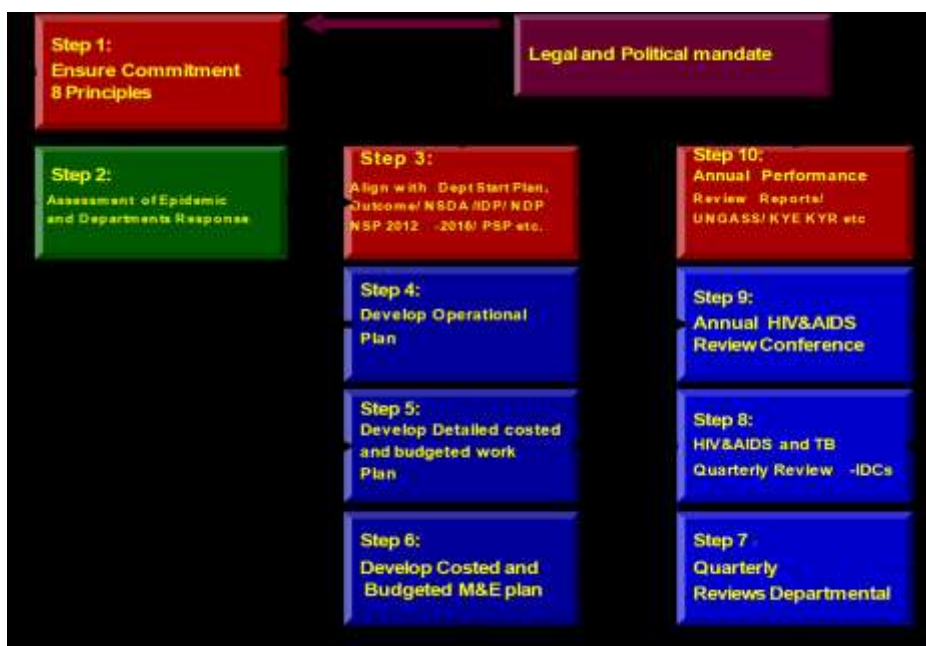 Step 1:
Ensure Commitment
8 Principles
Legal and Political mandate
Step 2:
Assessment of Epidemic
and Departments Response
Step 3:
Align with Dept Start Plan,
Outcome/ NSDA /IDP/ NDP
NSP 2012 -2016/ PSP etc.
Step 4:
Develop Operational
Plan
Step 5:
Develop Detailed costed
and budgeted work
Plan
Step 6:
Develop Costed and
Budgeted M&E plan
Step 10:
Annual Performance
Review Reports/
UNGASS/ KYE KYR etc
Step 9:
Annual HIV&AIDS
Review Conference
Step 8:
HIV&AIDS and TB
Quarterly Review -IDCs
Step 7
Quarterly
Reviews Departmental